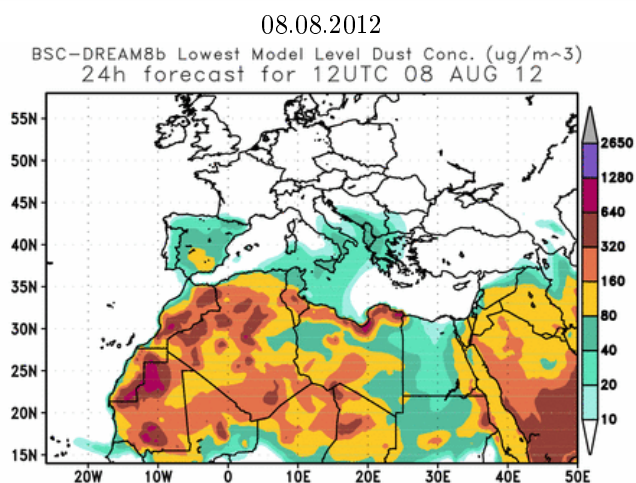 08.08.2012
BSC-DREAM8b Lowest Model Level Dust Conc. (ug/m^3)
24h forecast for 12UTC 08 AUG 12
55N
50N
45N
40N
35N
30N
25N
20N
15N
20W
10W
0
10E
20E
30E
40E
50E
2650
1280
640
320
160
80
40
20
10